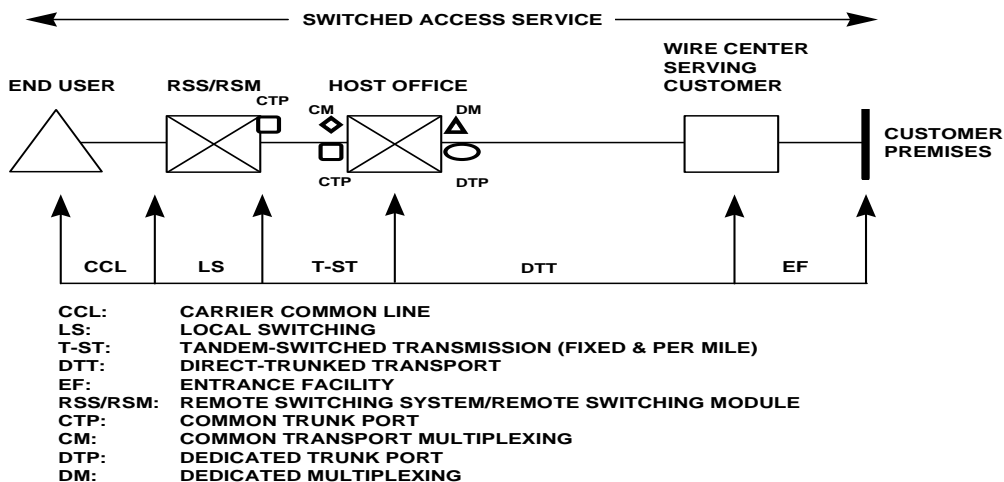 SWITCHED ACCESS SERVICE
WIRE CENTER
SERVING
CUSTOMER
END USER RSS/RSM HOST OFFICE
CTP CM DM
CUSTOMER
PREMISES
CTP DTP
CCL LS T-ST DTT EF
CCL: CARRIER COMMON LINE
LS: LOCAL SWITCHING
T-ST: TANDEM-SWITCHED TRANSMISSION (FIXED & PER MILE)
DTT: DIRECT-TRUNKED TRANSPORT
EF: ENTRANCE FACILITY
RSS/RSM: REMOTE SWITCHING SYSTEM/REMOTE SWITCHING MODULE
CTP: COMMON TRUNK PORT
CM: COMMON TRANSPORT MULTIPLEXING
DTP: DEDICATED TRUNK PORT
DM: DEDICATED MULTIPLEXING